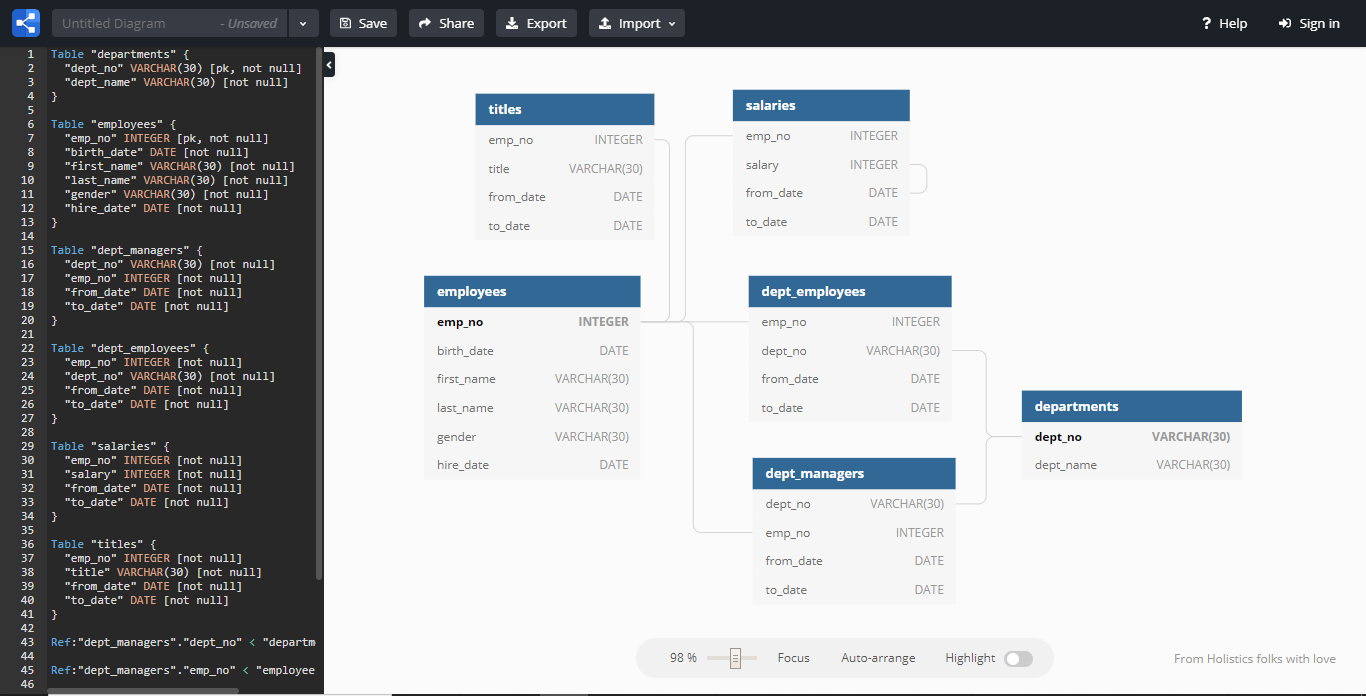 Untitled Diagram - Unsaved Save Share Export Import ? Help Sign in
1 Table "departments" {
2 "dept_no" VARCHAR(30) [pk, not null]
3 "dept_name" VARCHAR(30) [not null]
4 }
5
6 Table "employees" {
7 "emp_no" INTEGER [pk, not null]
8 "birth_date" DATE [not null]
9 "first_name" VARCHAR(30) [not null]
10 "last_name" VARCHAR(30) [not null]
11 "gender" VARCHAR(30) [not null]
12 "hire_date" DATE [not null]
13 }
14
15 Table "dept_managers" {
16 "dept_no" VARCHAR(30) [not null]
17 "emp_no" INTEGER [not null]
18 "from_date" DATE [not null]
19 "to_date" DATE [not null]
20 }
21
22 Table "dept_employees" {
23 "emp_no" INTEGER [not null]
24 "dept_no" VARCHAR(30) [not null]
25 "from_date" DATE [not null]
26 "to_date" DATE [not null]
27 }
28
29 Table "salaries" {
30 "emp_no" INTEGER [not null]
31 "salary" INTEGER [not null]
32 "from_date" DATE [not null]
33 "to_date" DATE [not null]
34 }
35
36 Table "titles" {
37 "emp_no" INTEGER [not null]
38 "title" VARCHAR(30) [not null]
39 "from_date" DATE [not null]
40 "to_date" DATE [not null]
41 }
42
43 Ref:"dept_managers"."dept_no" < "departm
44
45 Ref:"dept_managers"."emp_no" < "employee
46
titles
emp_no INTEGER
title VARCHAR(30)
from_date DATE
to_date DATE
salaries
emp_no INTEGER
salary INTEGER
from_date DATE
to_date DATE
employees
emp_no INTEGER
birth_date DATE
first_name VARCHAR(30)
last_name VARCHAR(30)
gender VARCHAR(30)
hire_date DATE
dept_employees
emp_no INTEGER
dept_no VARCHAR(30)
from_date DATE
to_date DATE
departments
dept_no VARCHAR(30)
dept_name VARCHAR(30)
dept_managers
dept_no VARCHAR(30)
emp_no INTEGER
from_date DATE
to_date DATE
98 % Focus Auto-arrange Highlight
From Holistics folks with love